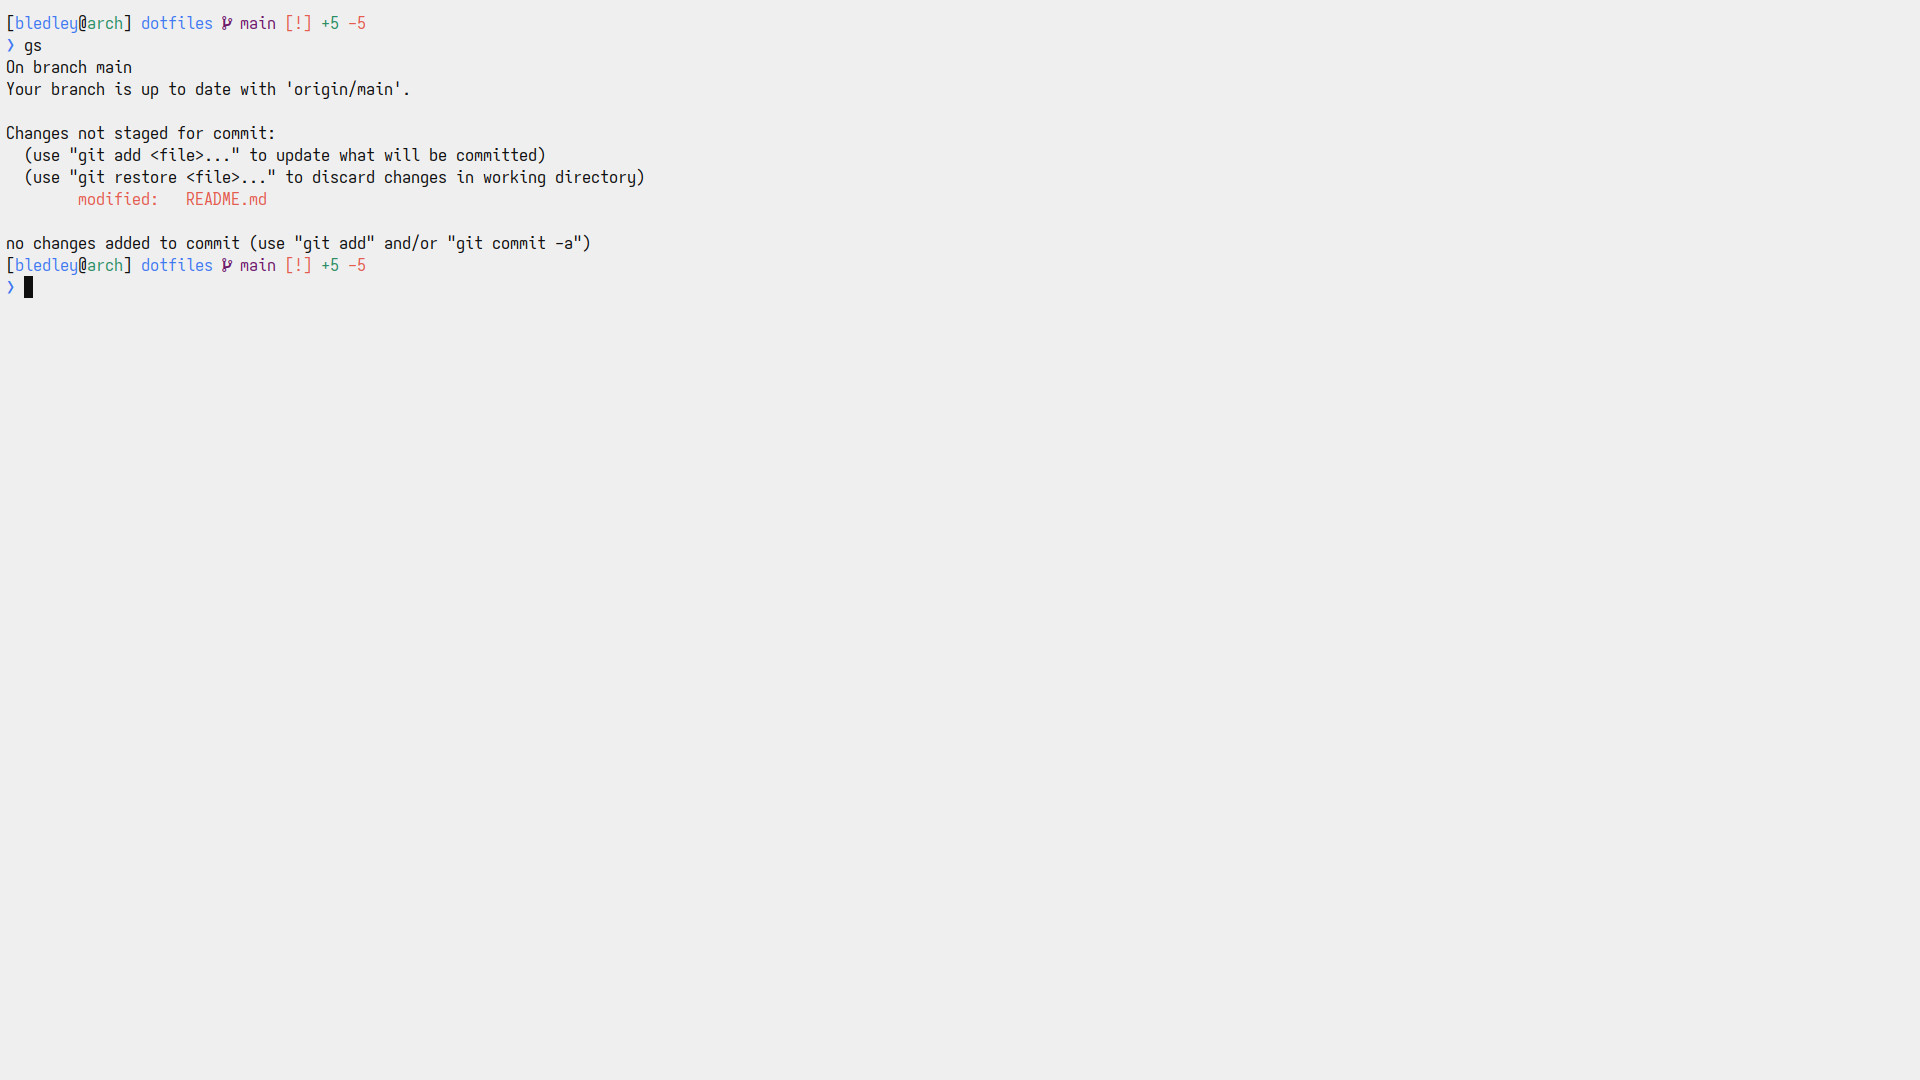 [bledley@arch] dotfiles  main [!] +5 -5
❯ gs
On branch main
Your branch is up to date with 'origin/main'.
Changes not staged for commit:
  (use "git add <file>..." to update what will be committed)
  (use "git restore <file>..." to discard changes in working directory)
        modified:   README.md
no changes added to commit (use "git add" and/or "git commit -a")
[bledley@arch] dotfiles  main [!] +5 -5
❯